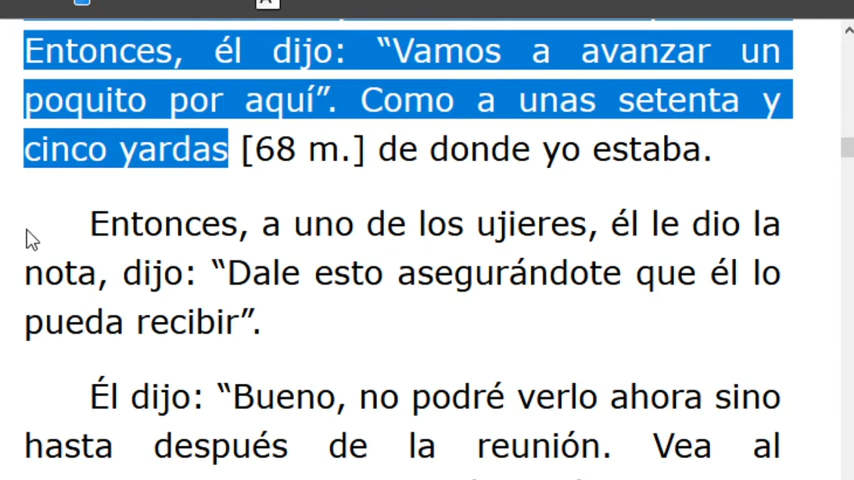 Entonces, él dijo: “Vamos a avanzar un
poquito por aquí”. Como a unas setenta y
cinco yardas [68 m.] de donde yo estaba.
Entonces, a uno de los ujieres, él le dio la
nota, dijo: “Dale esto asegurándote que él lo
pueda recibir”.
Él dijo: “Bueno, no podré verlo ahora sino
hasta después de la reunión. Vea al